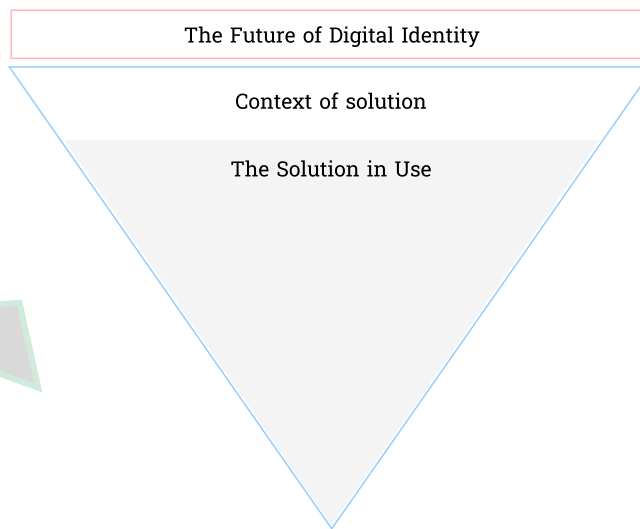 The Future of Digital Identity
Context of solution
The Solution in Use